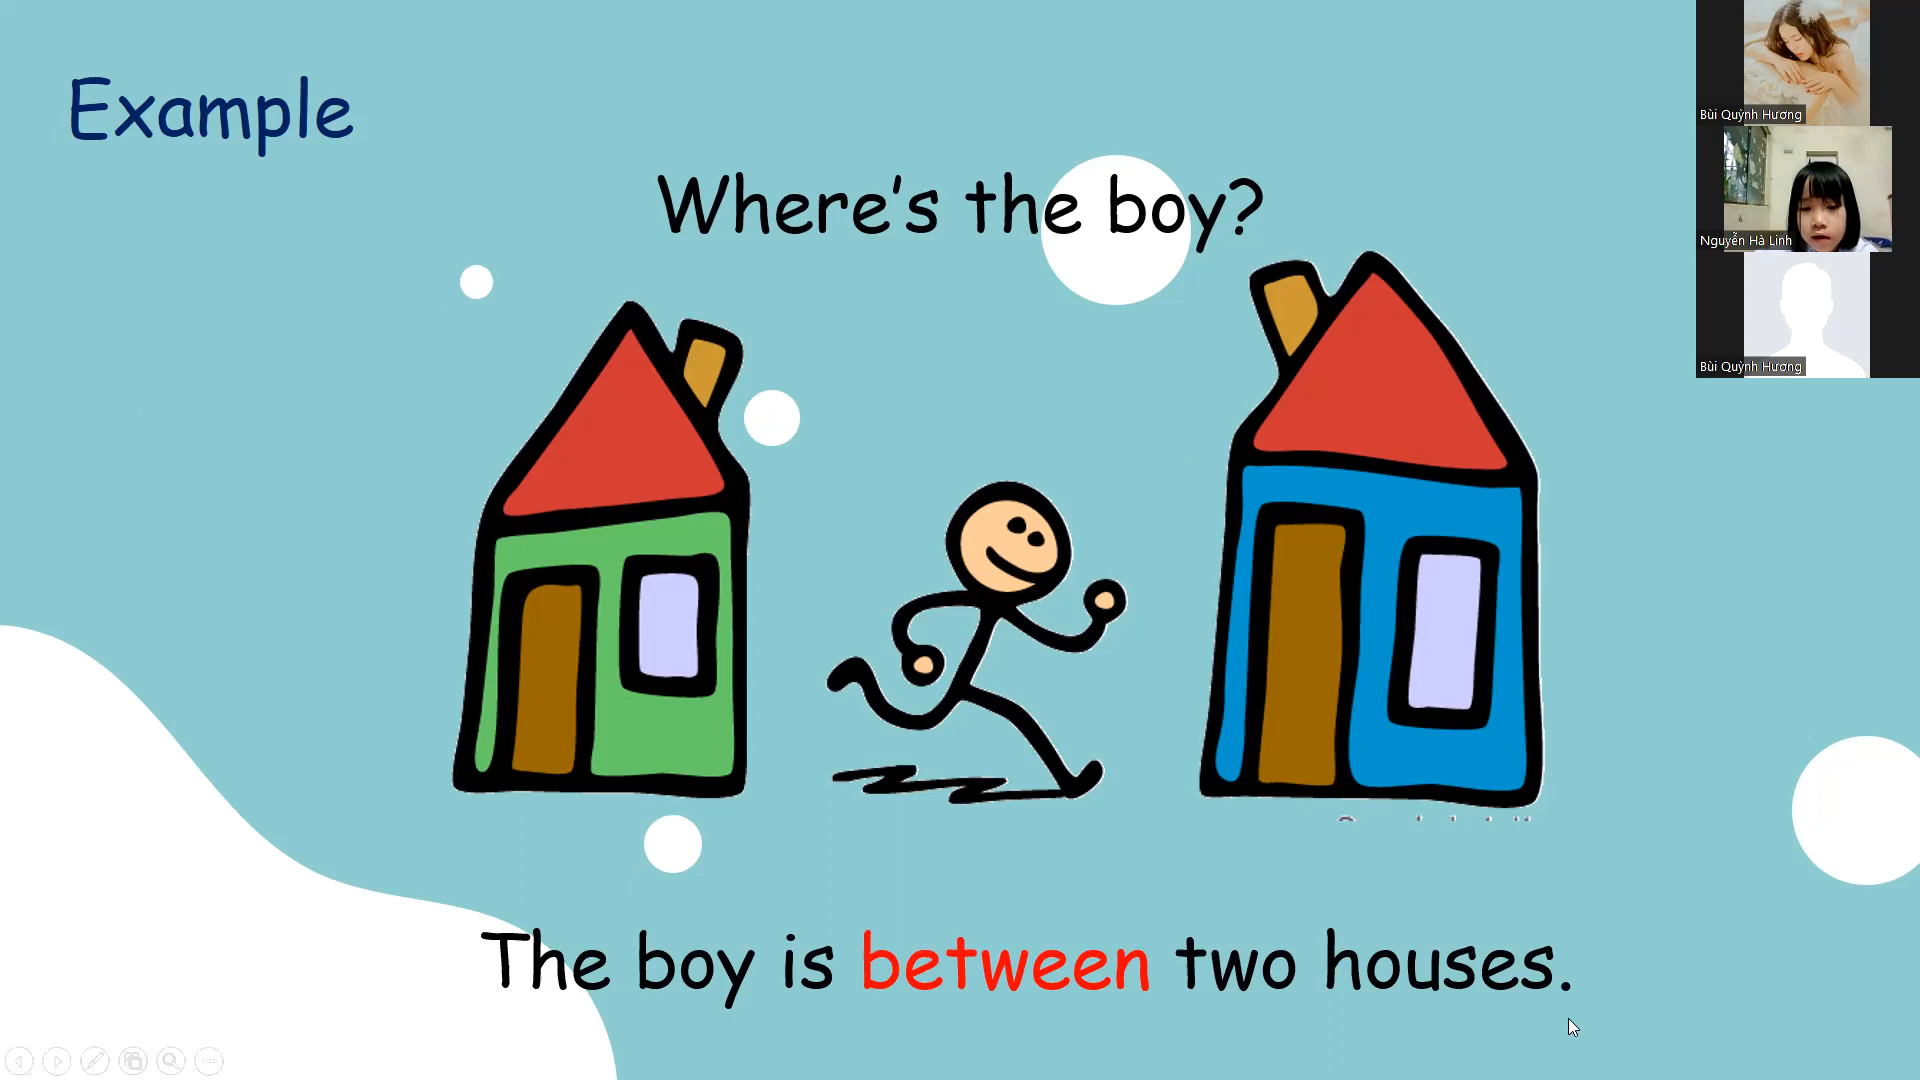 Example
Where's the boy?
The boy is between two houses.
Bùi Quỳnh Hương
Nguyễn Hà Linh
Bùi Quỳnh Hương